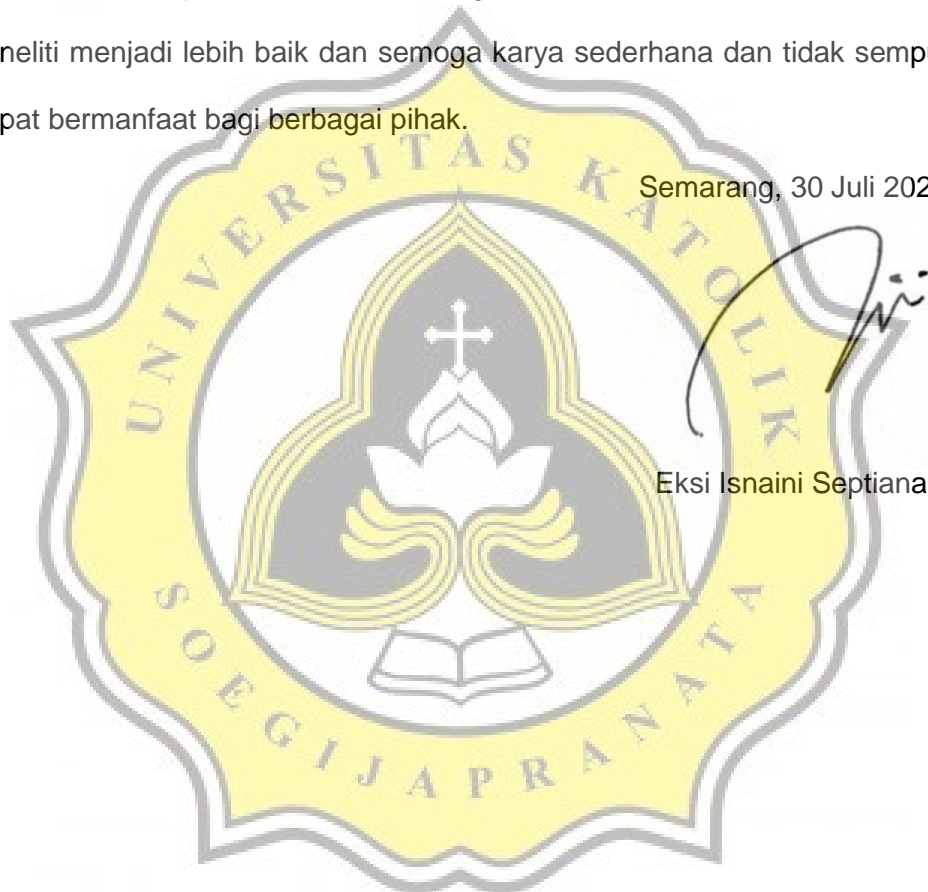 neliti menjadi lebih baik dan semoga karya sederhana dan tidak semp
pat bermanfaat bagi berbagai pihak.
Semarang, 30 Juli 202
Eksi Isnaini Septiana
UNIVERSITAS KATOLIK
SOEGIJAPRANATA